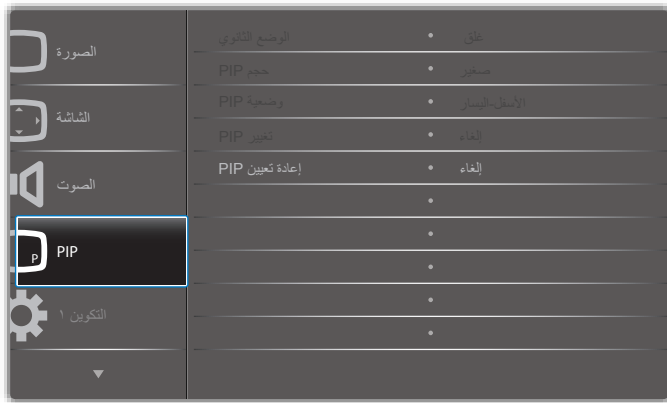 الصورة
الشاشة
الصوت
PIP
P
التكوين ١
الوضع الثانوي • غلق
حجم PIP • صغير
وضعية PIP • الأسفل-اليسار
تغيير PIP • إلغاء
إعادة تعيين PIP • إلغاء